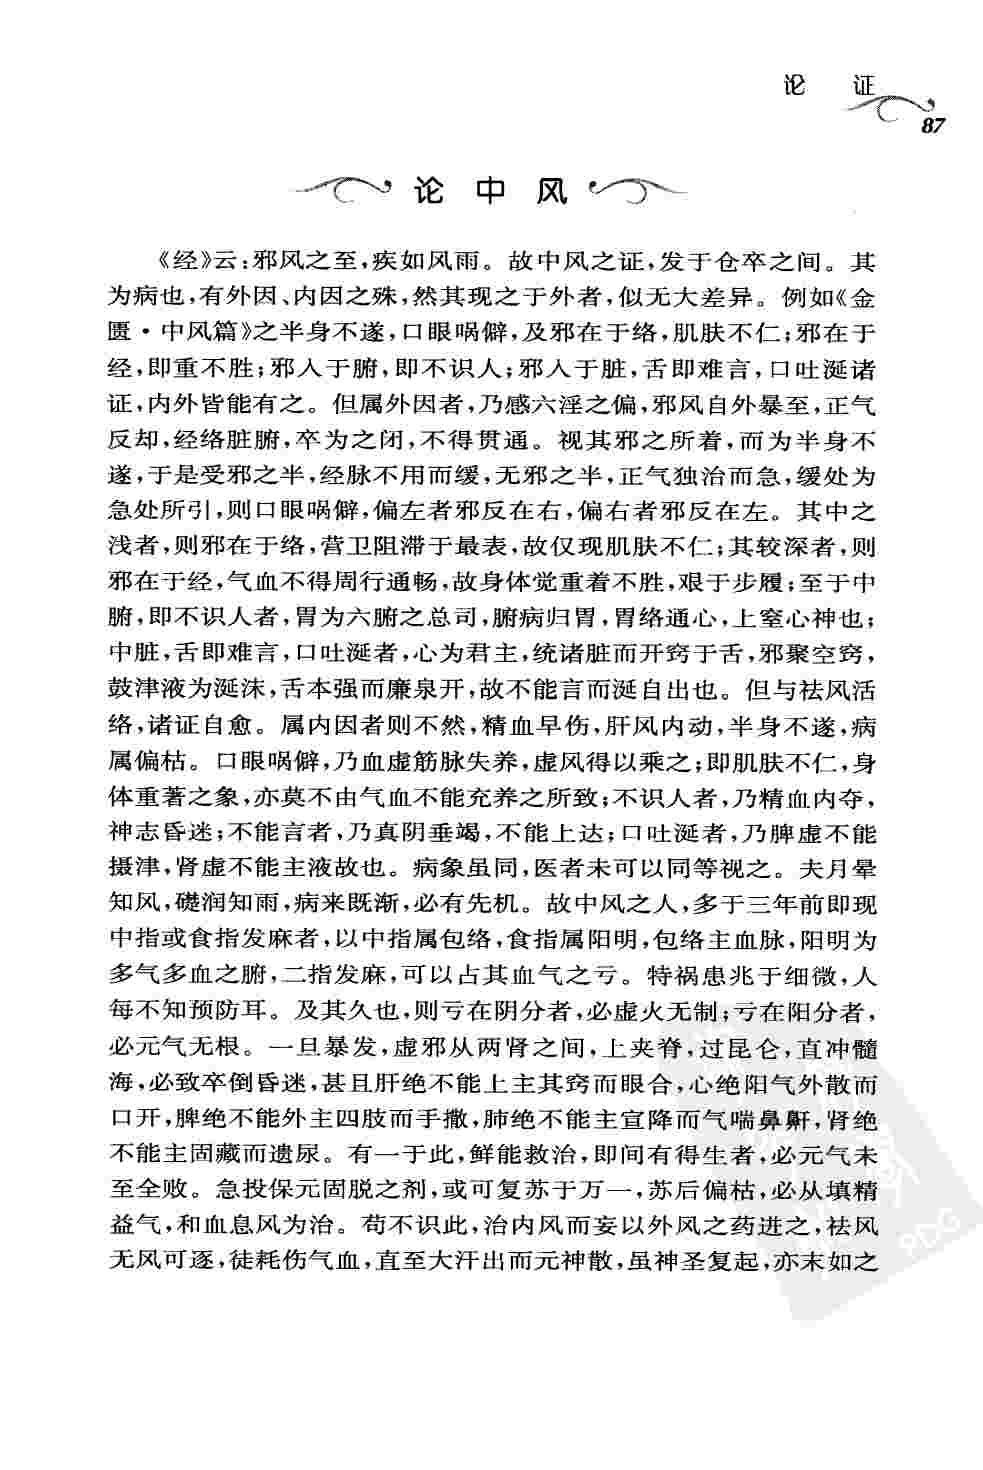 论 证
87
论中风
《经》云:邪风之至,疾如风雨。故中风之证,发于仓卒之间。其
为病也,有外因、内因之殊,然其现之于外者,似无大差异。例如《金
匮·中风篇》之半身不遂,口眼㖞僻,及邪在于络,肌肤不仁;邪在于
经,即重不胜;邪入于腑,即不识人;邪入于脏,舌即难言,口吐涎诸
证,内外皆能有之。但属外因者,乃感六淫之偏,邪风自外暴至,正气
反却,经络脏腑,卒为之闭,不得贯通。视其邪之所着,而为半身不
遂,于是受邪之半,经脉不用而缓,无邪之半,正气独治而急,缓处为
急处所引,则口眼㖞僻,偏左者邪反在右,偏右者邪反在左。其中之
浅者,则邪在于络,营卫阻滞于最表,故仅现肌肤不仁;其较深者,则
邪在于经,气血不得周行通畅,故身体觉重着不胜,艰于步履;至于中
腑,即不识人者,胃为六腑之总司,腑病归胃,胃络通心,上窒心神也;
中脏,舌即难言,口吐涎者,心为君主,统诸脏而开窍于舌,邪聚空窍,
鼓津液为涎沫,舌本强而廉泉开,故不能言而涎自出也。但与祛风活
络,诸证自愈。属内因者则不然,精血早伤,肝风内动,半身不遂,病
属偏枯。口眼㖞僻,乃血虚筋脉失养,虚风得以乘之;即肌肤不仁,身
体重著之象,亦莫不由气血不能充养之所致;不识人者,乃精血内夺,
神志昏迷;不能言者,乃真阴垂竭,不能上达;口吐涎者,乃脾虚不能
摄津,肾虚不能主液故也。病象虽同,医者未可以同等视之。夫月晕
知风,礎润知雨,病来既渐,必有先机。故中风之人,多于三年前即现
中指或食指发麻者,以中指属包络,食指属阳明,包络主血脉,阳明为
多气多血之腑,二指发麻,可以占其血气之亏。特祸患兆于细微,人
每不知预防耳。及其久也,则亏在阴分者,必虚火无制;亏在阳分者,
必元气无根。一旦暴发,虚邪从两肾之间,上夹脊,过昆仑,直冲髓
海,必致卒倒昏迷,甚且肝绝不能上主其窍而眼合,心绝阳气外散而
口开,脾绝不能外主四肢而手撒,肺绝不能主宣降而气喘鼻鼾,肾绝
不能主固藏而遗尿。有一于此,鲜能救治,即间有得生者,必元气未
至全败。急投保元固脱之剂,或可复苏于万一,苏后偏枯,必从填精
益气,和血息风为治。苟不识此,治内风而妄以外风之药进之,祛风
无风可逐,徒耗伤气血,直至大汗出而元神散,虽神圣复起,亦末如之
PDG